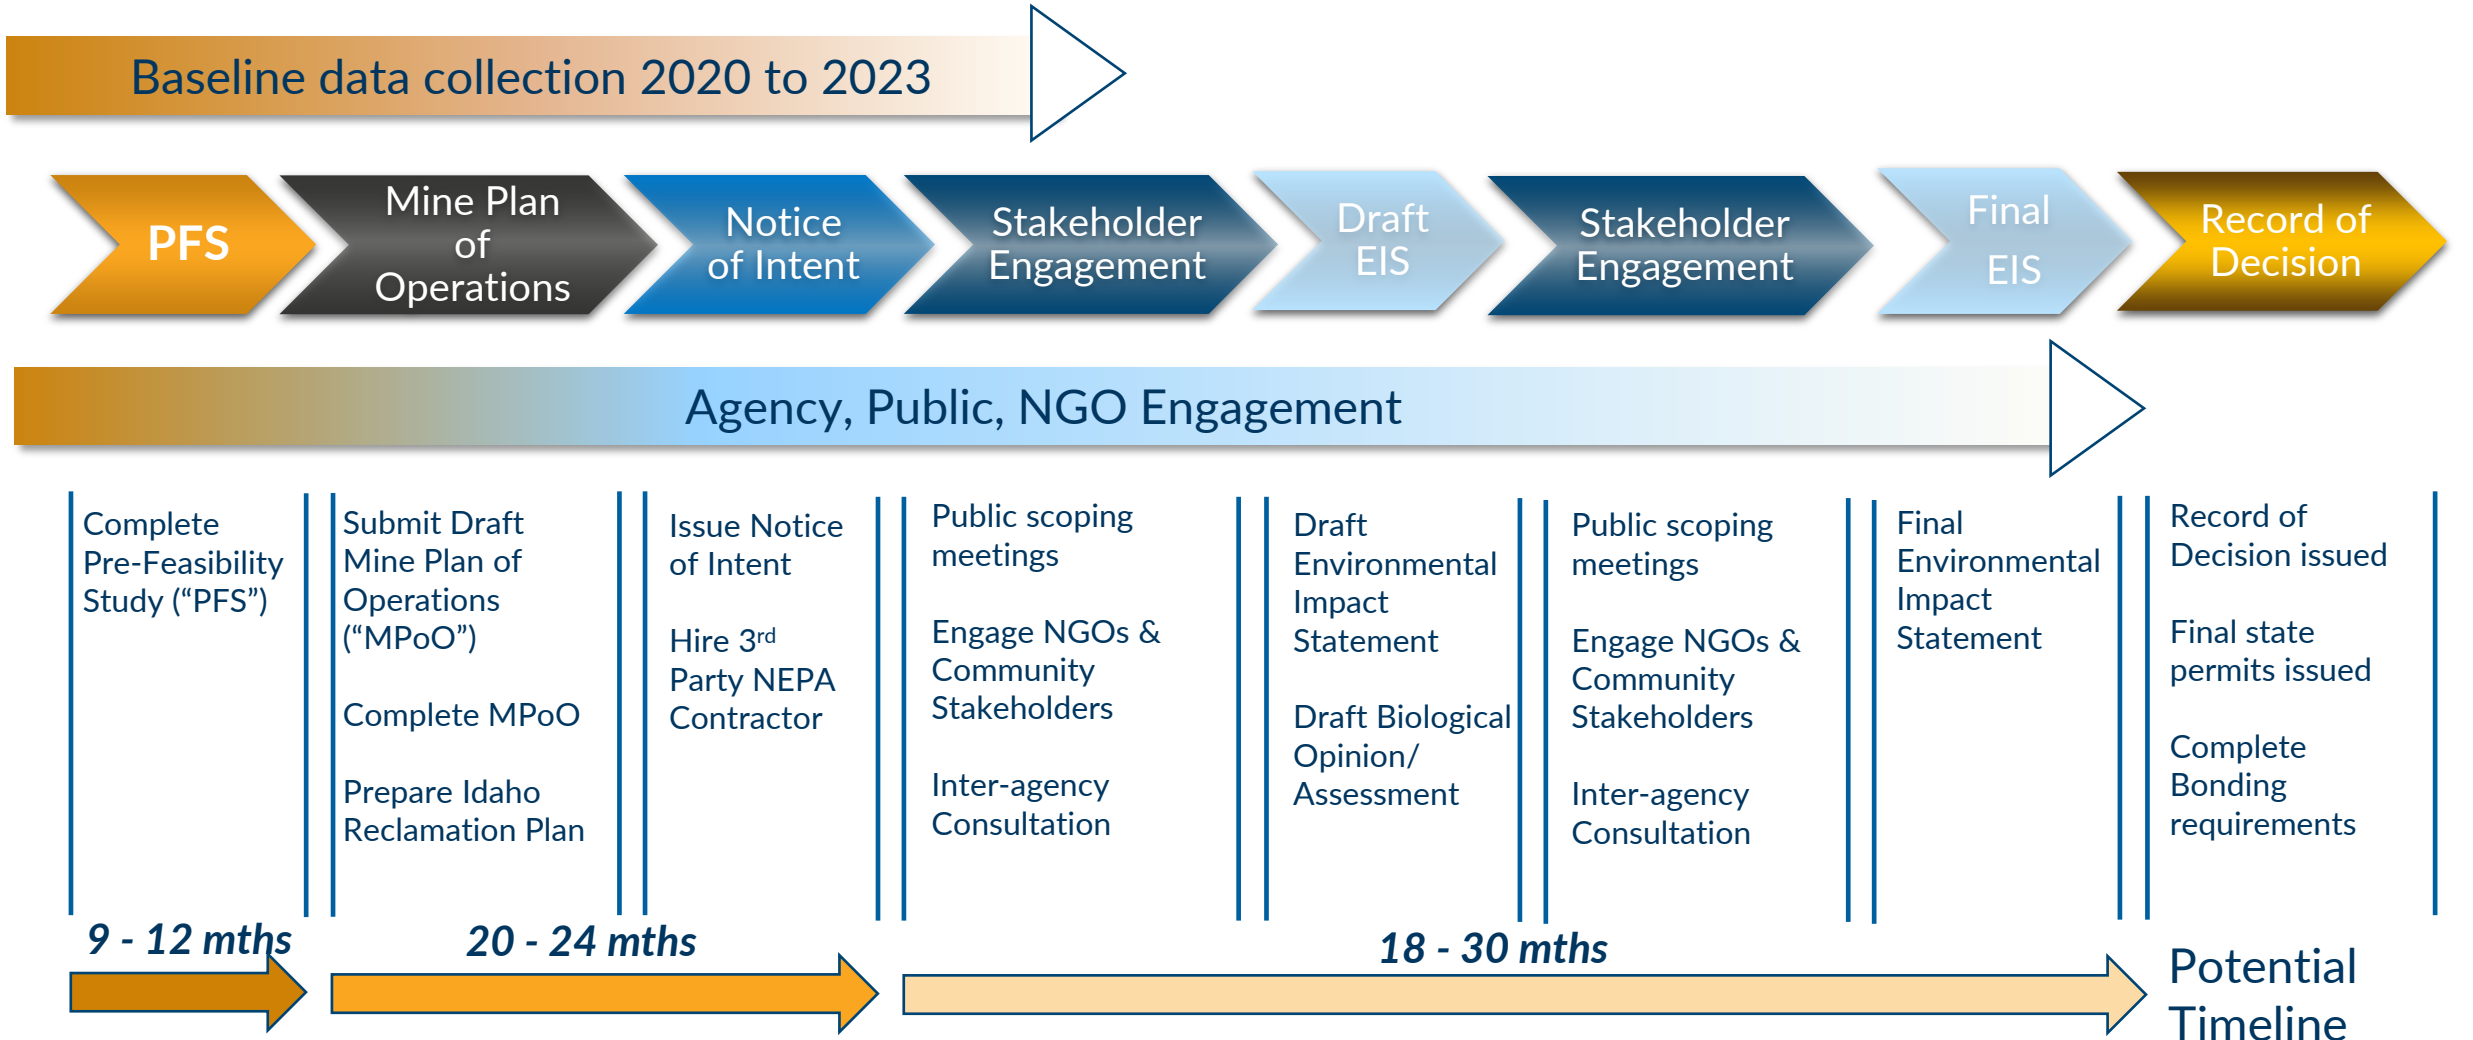 Baseline data collection 2020 to 2023
PFS
Mine Plan
of
Operations
Notice
of Intent
Stakeholder
Engagement
Draft
EIS
Stakeholder
Engagement
Final
EIS
Record of
Decision
Agency, Public, NGO Engagement
Complete
Pre-Feasibility
Study (“PFS”)
Submit Draft
Mine Plan of
Operations
(“MPoO”)
Complete MPoO
Prepare Idaho
Reclamation Plan
Issue Notice
of Intent
Hire 3rd
Party NEPA
Contractor
Public scoping
meetings
Engage NGOs &
Community
Stakeholders
Inter-agency
Consultation
Draft
Environmental
Impact
Statement
Draft Biological
Opinion/
Assessment
Public scoping
meetings
Engage NGOs &
Community
Stakeholders
Inter-agency
Consultation
Final
Environmental
Impact
Statement
Record of
Decision issued
Final state
permits issued
Complete
Bonding
requirements
9 - 12 mths
20 - 24 mths
18 - 30 mths
Potential
Timeline